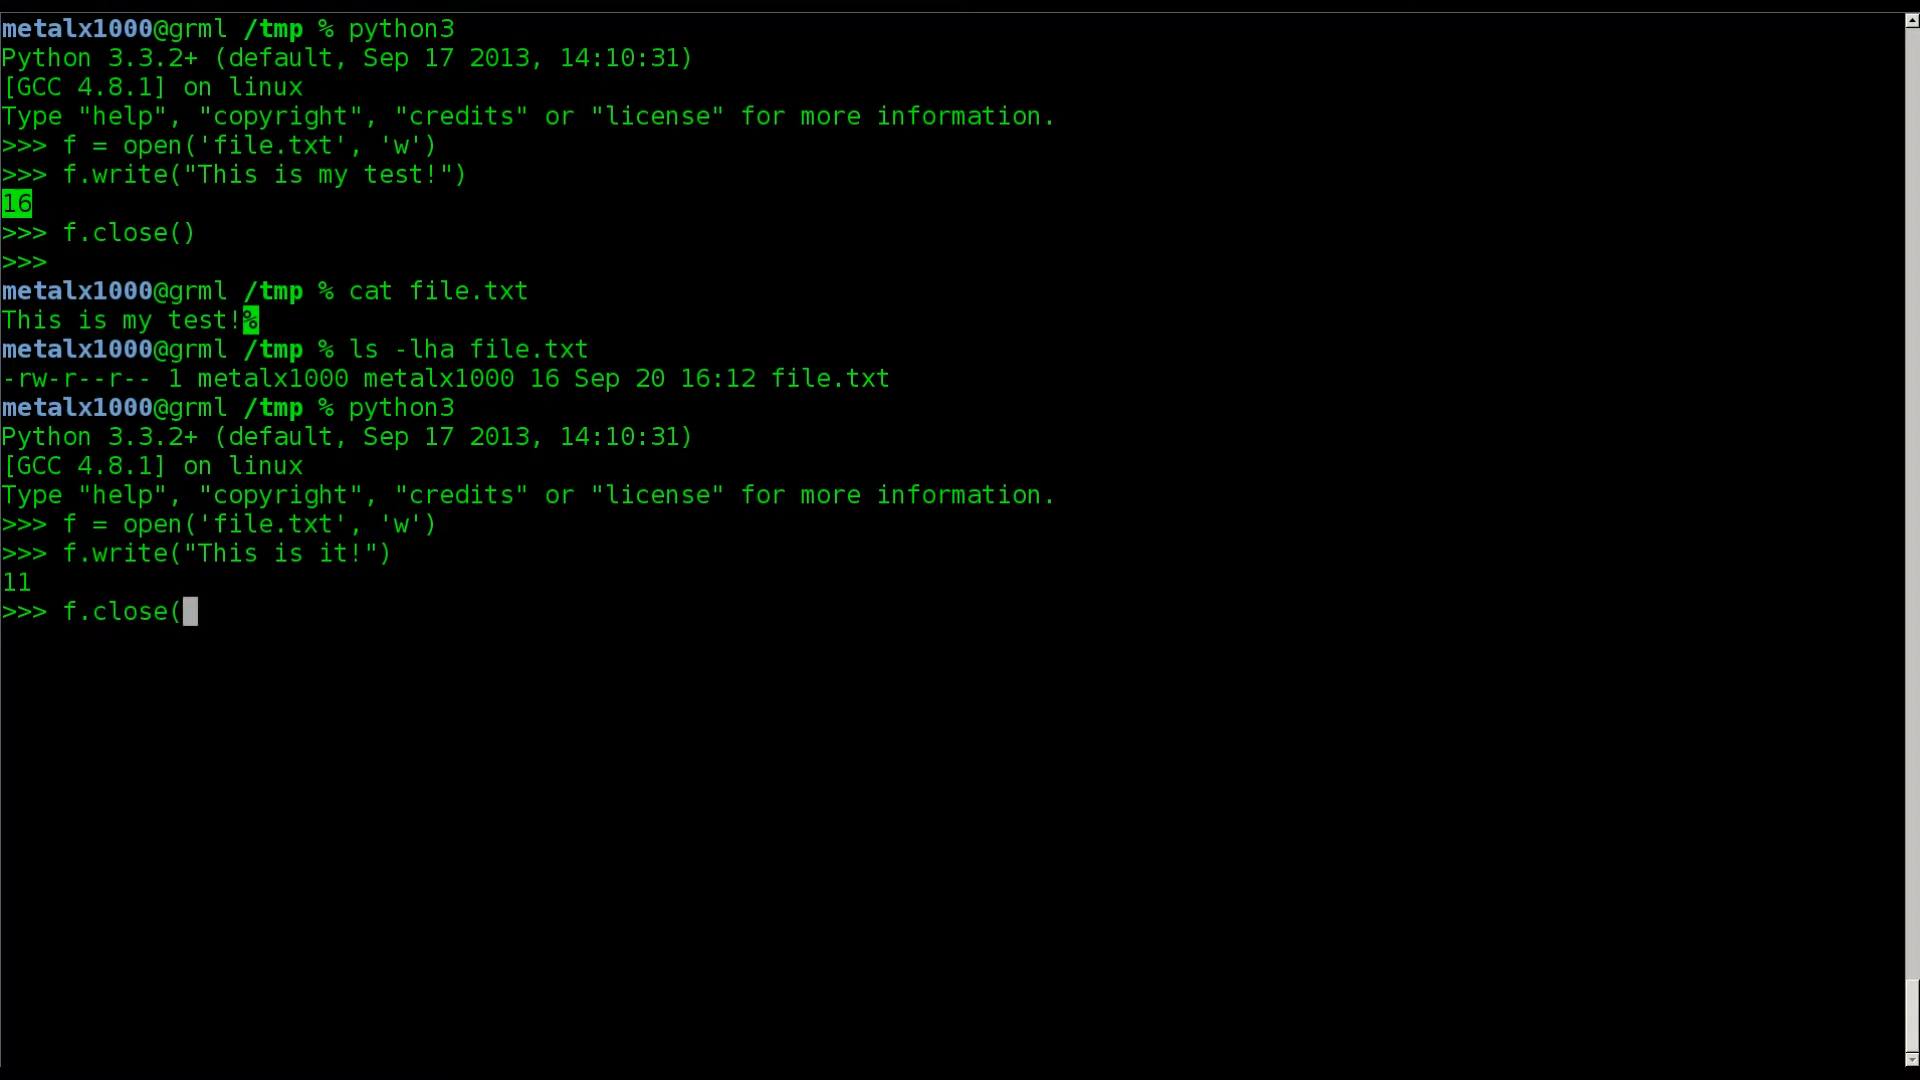 metalx1000@grml /tmp % python3
Python 3.3.2+ (default, Sep 17 2013, 14:10:31)
[GCC 4.8.1] on linux
Type "help", "copyright", "credits" or "license" for more information.
>>> f = open('file.txt', 'w')
>>> f.write("This is my test!")
16
>>> f.close()
>>>
metalx1000@grml /tmp % cat file.txt
This is my test!%
metalx1000@grml /tmp % ls -lha file.txt
-rw-r--r-- 1 metalx1000 metalx1000 16 Sep 20 16:12 file.txt
metalx1000@grml /tmp % python3
Python 3.3.2+ (default, Sep 17 2013, 14:10:31)
[GCC 4.8.1] on linux
Type "help", "copyright", "credits" or "license" for more information.
>>> f = open('file.txt', 'w')
>>> f.write("This is it!")
11
>>> f.close(